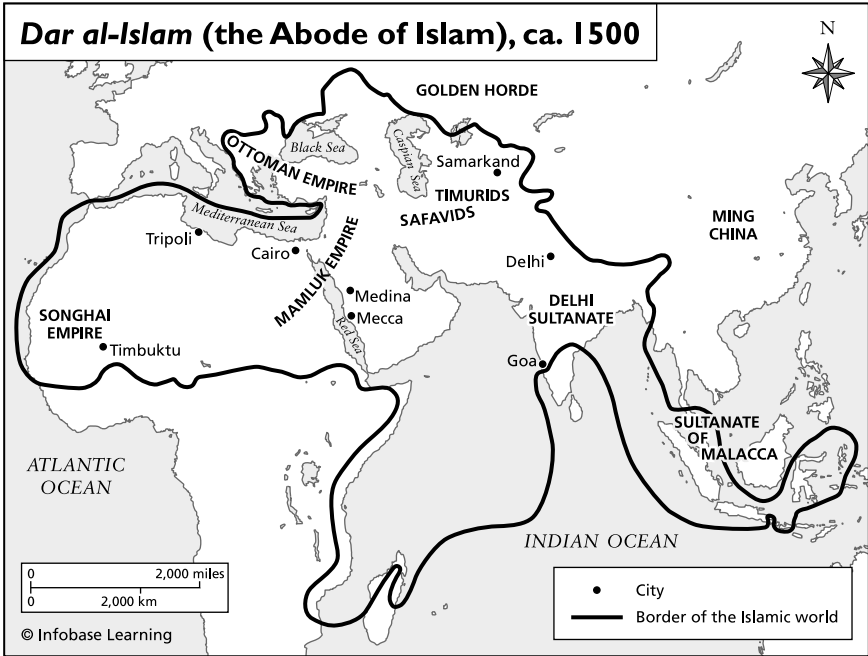 Dar al-Islam (the Abode of Islam), ca. 1500
N
GOLDEN HORDE
Black Sea
Caspian Sea
OTTOMAN EMPIRE
Samarkand
TIMURIDS
SAFAVIDS
MING
CHINA
Mediterranean Sea
Tripoli
Cairo
MAMLUK EMPIRE
Delhi
Medina
Mecca
Red Sea
DELHI
SULTANATE
SONGHAI
EMPIRE
Timbuktu
Goa
SULTANATE
OF
MALACCA
ATLANTIC
OCEAN
INDIAN OCEAN
0 2,000 miles
0 2,000 km
© Infobase Learning
City
Border of the Islamic world